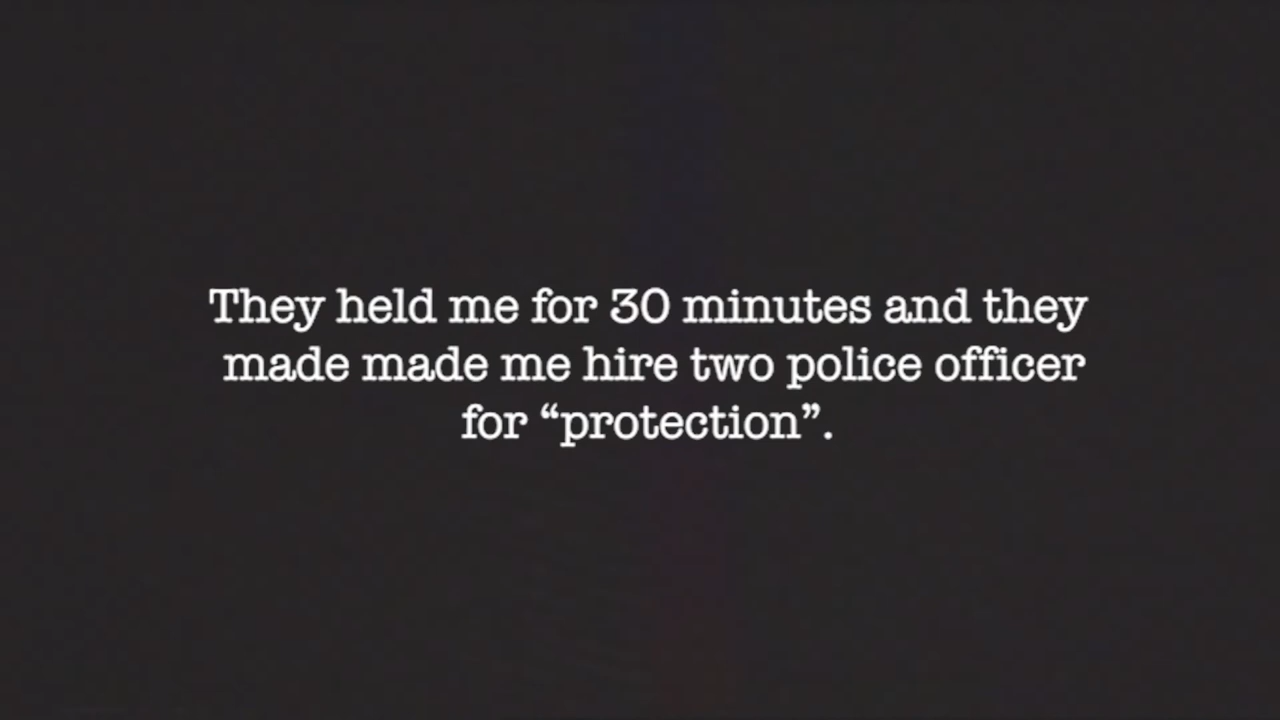 They held me for 30 minutes and they
made made me hire two police officer
for “protection”.